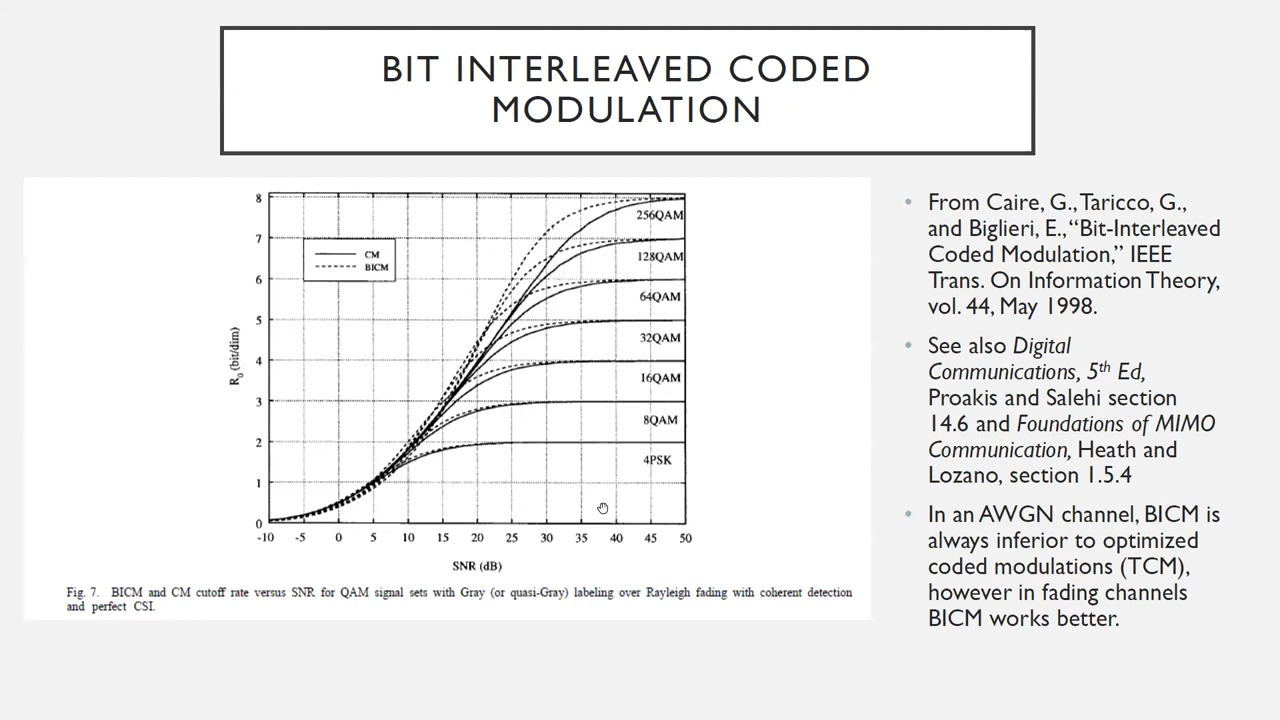 BIT INTERLEAVED CODED
MODULATION
8
7
6
5
4
3
2
1
0
R0 (bit/dim)
CM
BICM
256QAM
128QAM
64QAM
32QAM
16QAM
8QAM
4PSK
-10 -5 0 5 10 15 20 25 30 35 40 45 50
SNR (dB)
Fig. 7. BICM and CM cutoff rate versus SNR for QAM signal sets with Gray (or quasi-Gray) labeling over Rayleigh fading with coherent detection
and perfect CSI.
• From Caire, G., Taricco, G.,
and Biglieri, E., “Bit-Interleaved
Coded Modulation,” IEEE
Trans. On Information Theory,
vol. 44, May 1998.
• See also Digital
Communications, 5th Ed,
Proakis and Salehi section
14.6 and Foundations of MIMO
Communication, Heath and
Lozano, section 1.5.4
• In an AWGN channel, BICM is
always inferior to optimized
coded modulations (TCM),
however in fading channels
BICM works better.